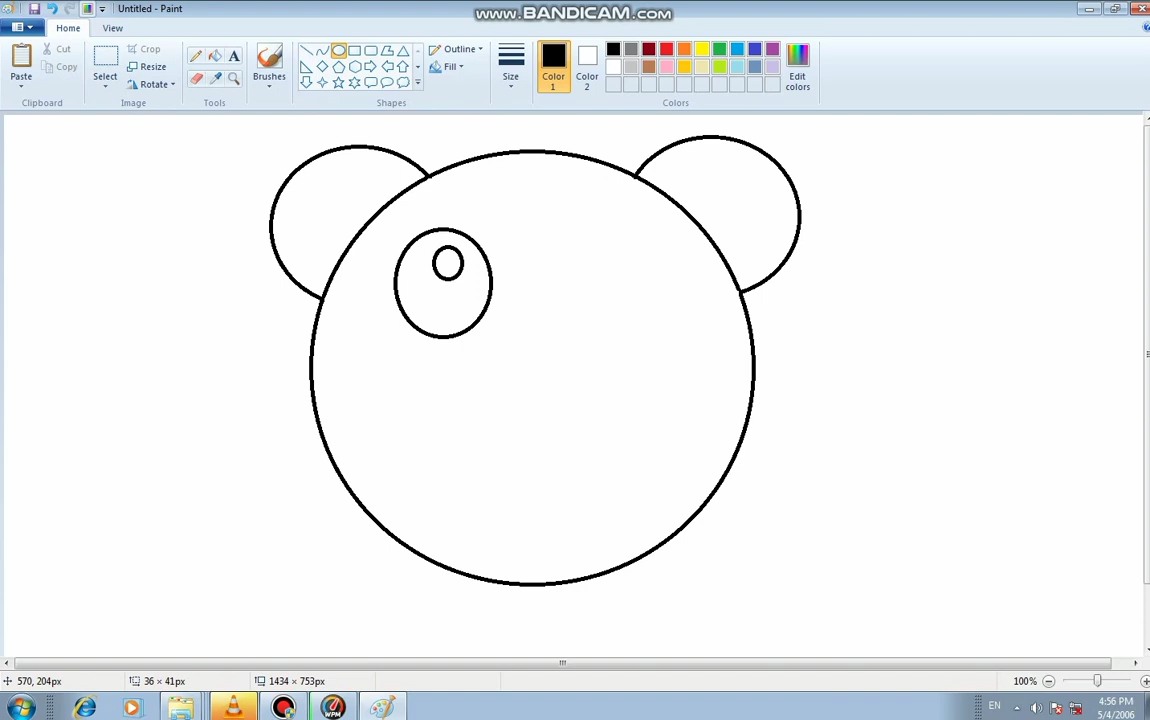 www.BANDICAM.com
Untitled - Paint
Home
View
Paste
Cut
Copy
Clipboard
Select
Crop
Resize
Rotate
Image
Tools
Brushes
Outline
Fill
Shapes
Size
Color
1
Color
2
Edit
colors
Colors
570, 204px
36 × 41px
1434 × 753px
100%
WPM
EN
4:56 PM
5/4/2006